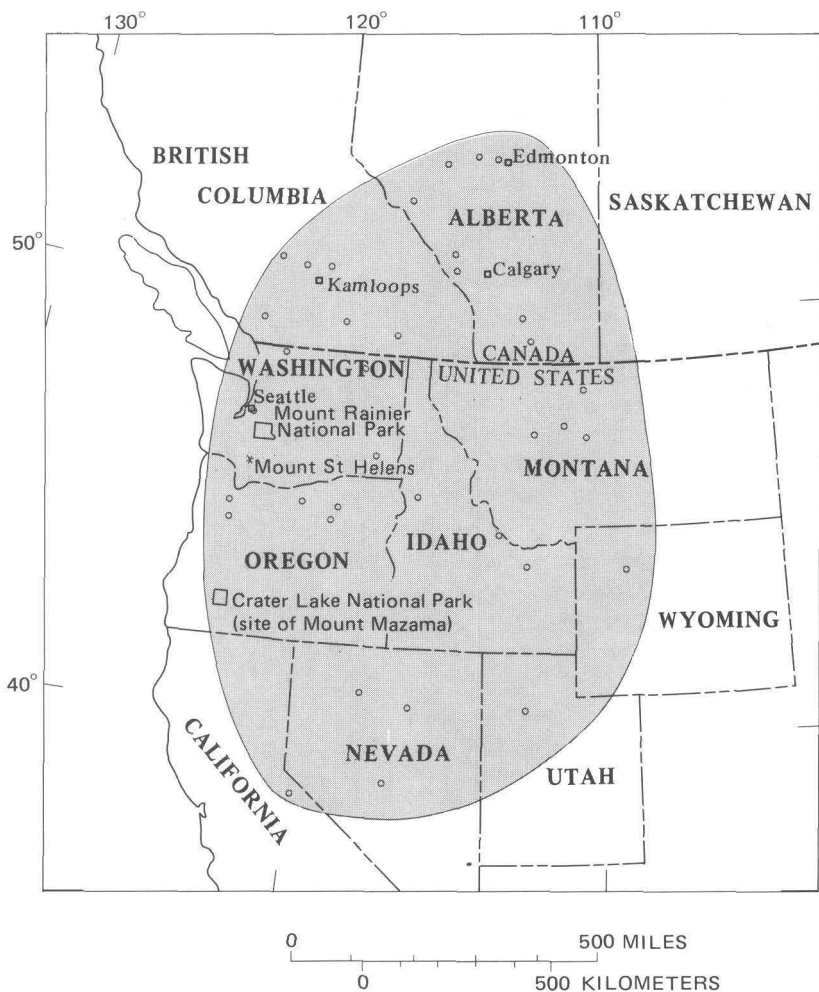 130°
120°
110°
BRITISH
COLUMBIA
Edmonton
ALBERTA
SASKATCHEWAN
50°
Calgary
Kamloops
CANADA
UNITED STATES
WASHINGTON
Seattle
Mount Rainier
National Park
Mount St Helens
MONTANA
IDAHO
OREGON
Crater Lake National Park
(site of Mount Mazama)
WYOMING
40°
CALIFORNIA
NEVADA
UTAH
0 500 MILES
0 500 KILOMETERS